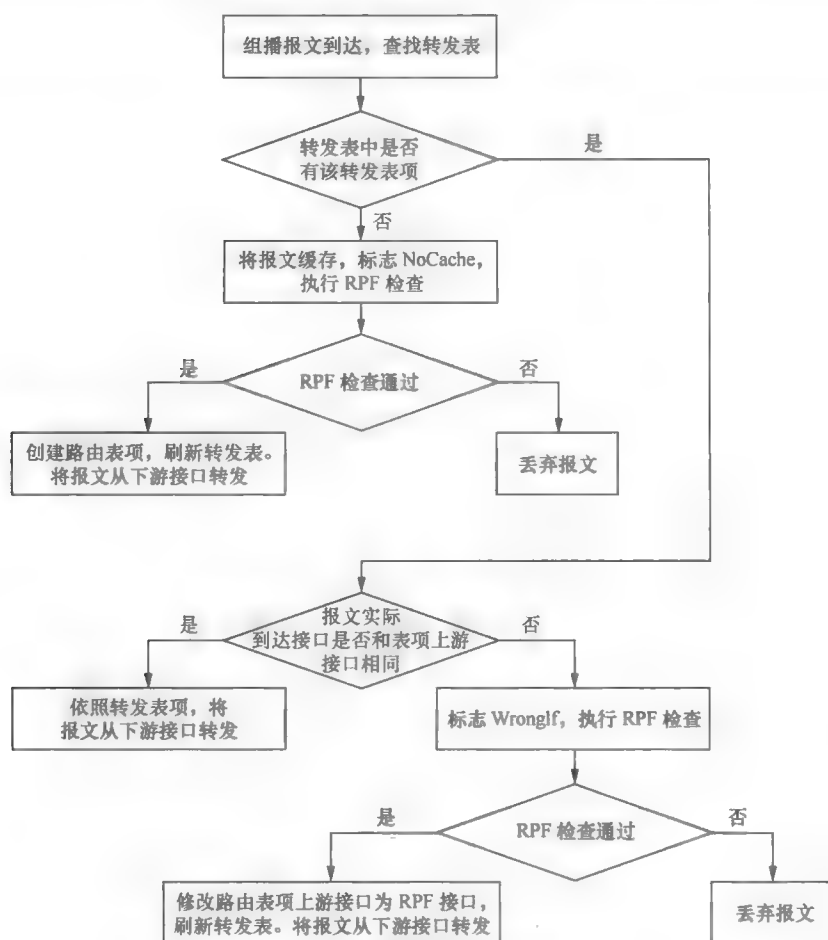 组播报文到达，查找转发表
转发表中是否
有该转发表项
是
否
将报文缓存，标志 NoCache，
执行 RPF 检查
是
RPF 检查通过
否
创建路由表项，刷新转发表。
将报文从下游接口转发
丢弃报文
是
报文实际
到达接口是否和表项上游
接口相同
否
依照转发表项，将
报文从下游接口转发
标志 WrongIf，执行 RPF 检查
是
RPF 检查通过
否
修改路由表项上游接口为 RPF 接口，
刷新转发表。将报文从下游接口转发
丢弃报文